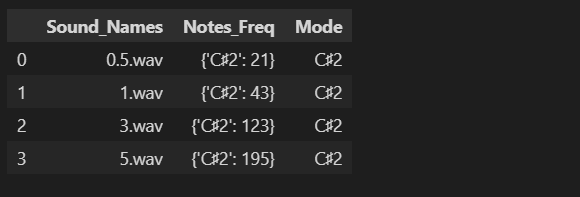 Sound_Names Notes_Freq Mode
0 0.5.wav {'C♯2': 21} C♯2
1 1.wav {'C♯2': 43} C♯2
2 3.wav {'C♯2': 123} C♯2
3 5.wav {'C♯2': 195} C♯2